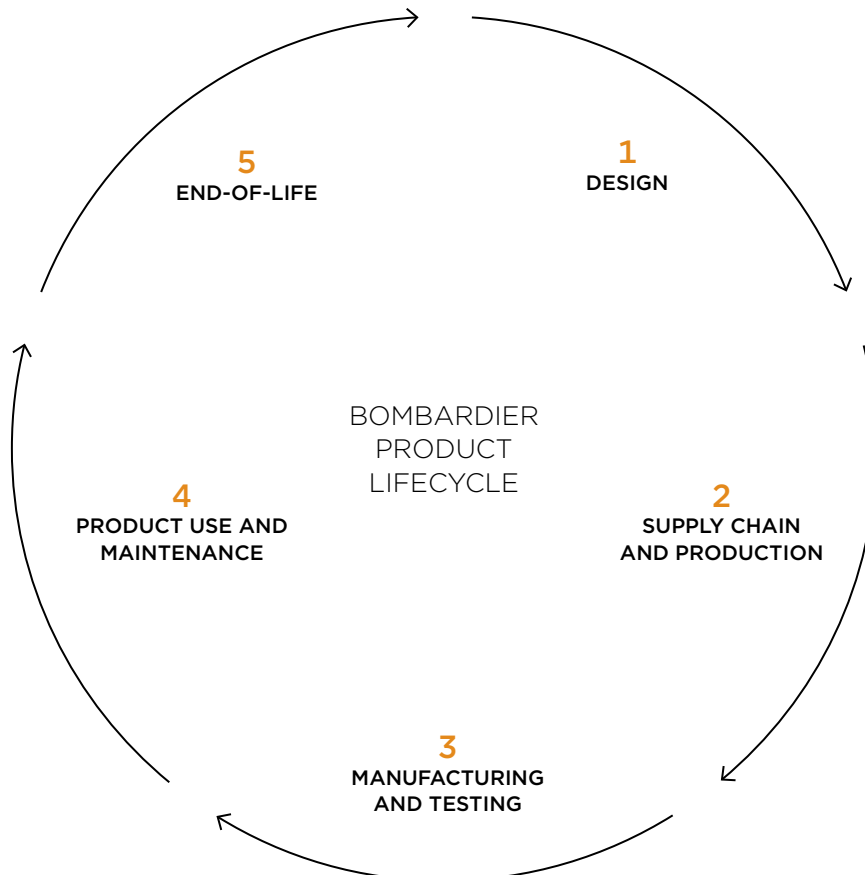 BOMBARDIER
PRODUCT
LIFECYCLE
1
DESIGN
2
SUPPLY CHAIN
AND PRODUCTION
3
MANUFACTURING
AND TESTING
4
PRODUCT USE AND
MAINTENANCE
5
END-OF-LIFE